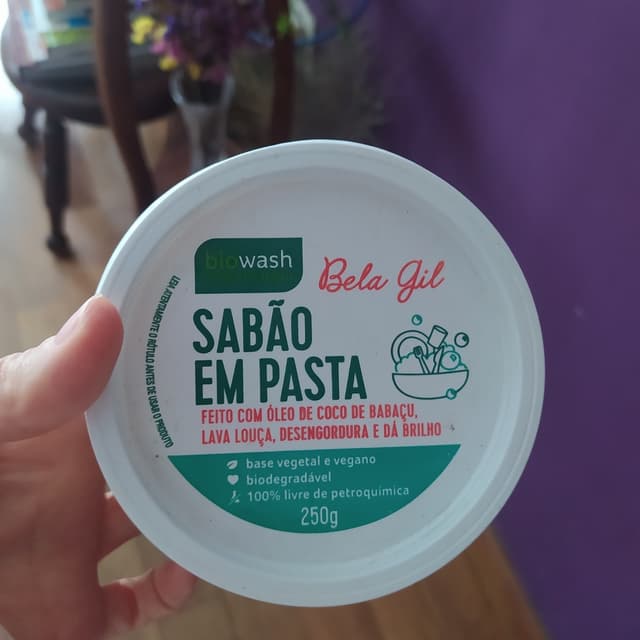 biowash
Bela Gil
SABÃO
EM PASTA
FEITO COM ÓLEO DE COCO DE BABAÇU,
LAVA LOUÇA, DESENGORDURA E DÁ BRILHO
base vegetal e vegano
biodegradável
100% livre de petroquímica
250g
LEIA ATENTAMENTE O RÓTULO ANTES DE USAR O PRODUTO